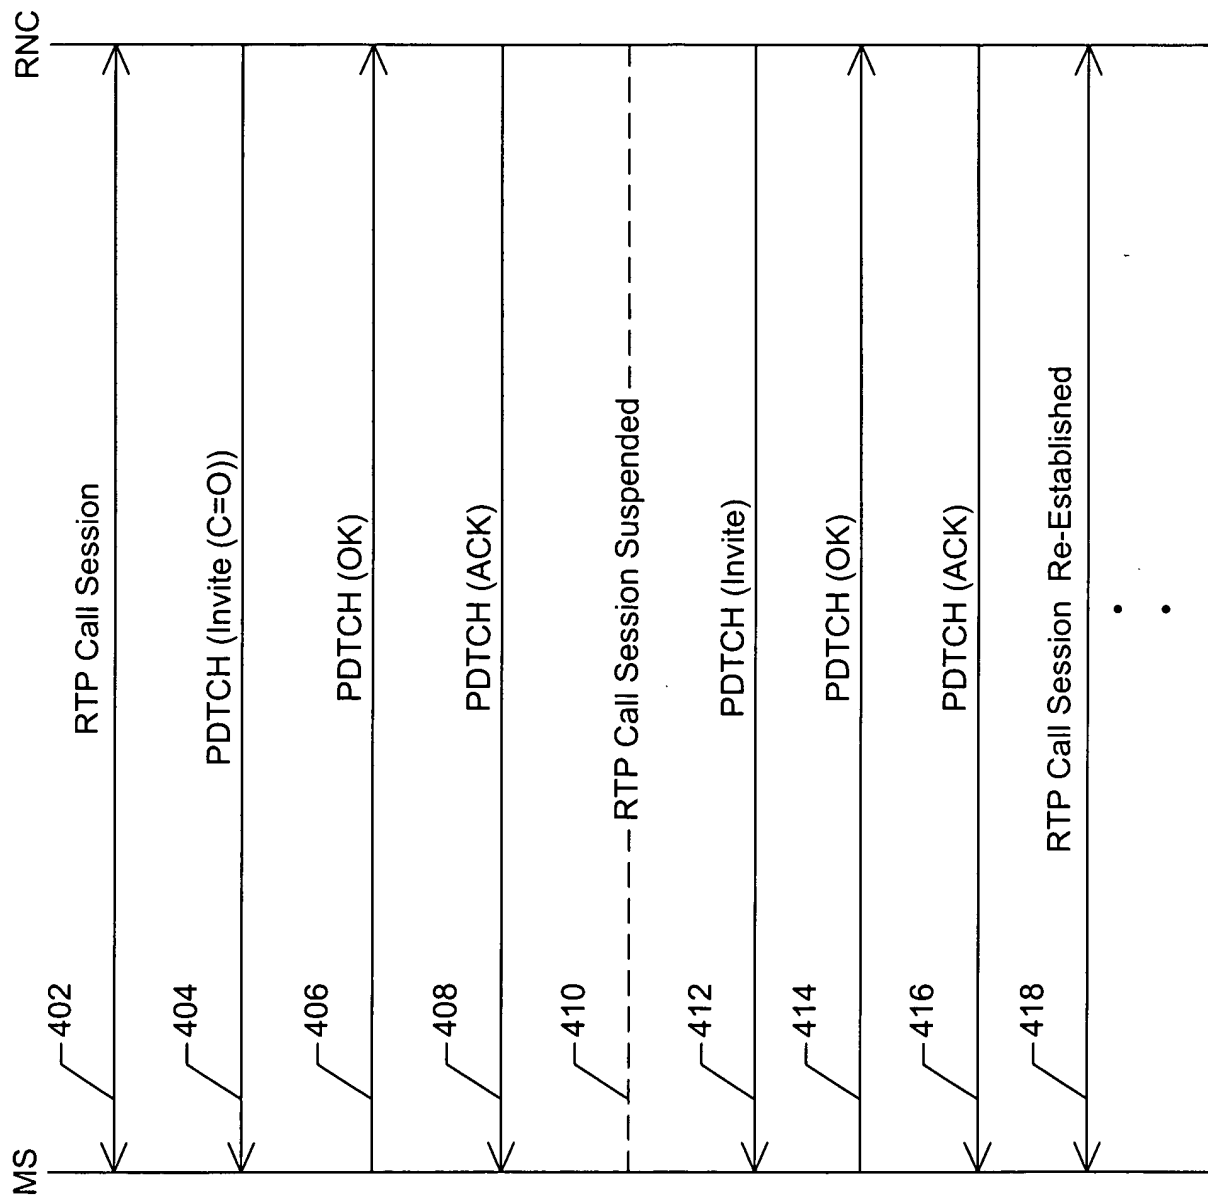 MS
RNC
402
RTP Call Session
404
PDTCH (Invite (C=O))
406
PDTCH (OK)
408
PDTCH (ACK)
410
RTP Call Session Suspended
412
PDTCH (Invite)
414
PDTCH (OK)
416
PDTCH (ACK)
418
RTP Call Session Re-Established